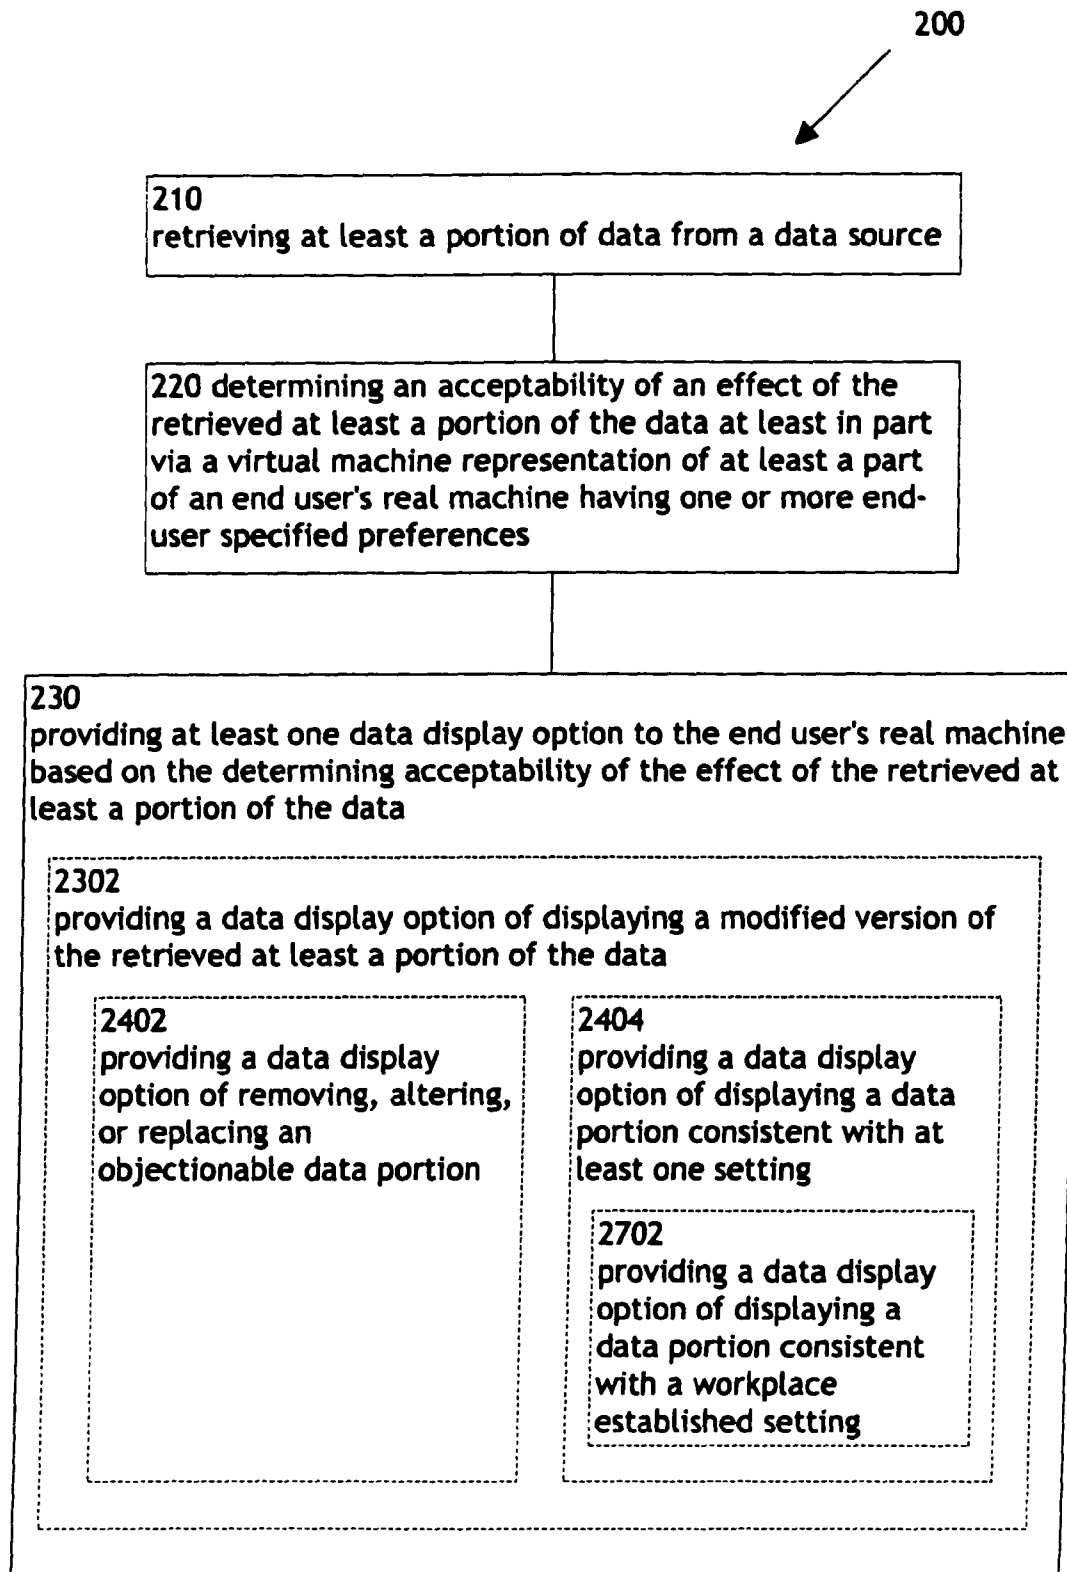 200
210
retrieving at least a portion of data from a data source
220 determining an acceptability of an effect of the
retrieved at least a portion of the data at least in part
via a virtual machine representation of at least a part
of an end user's real machine having one or more end-
user specified preferences
230
providing at least one data display option to the end user's real machine
based on the determining acceptability of the effect of the retrieved at
least a portion of the data
2302
providing a data display option of displaying a modified version of
the retrieved at least a portion of the data
2402
providing a data display
option of removing, altering,
or replacing an
objectionable data portion
2404
providing a data display
option of displaying a data
portion consistent with at
least one setting
2702
providing a data display
option of displaying a
data portion consistent
with a workplace
established setting